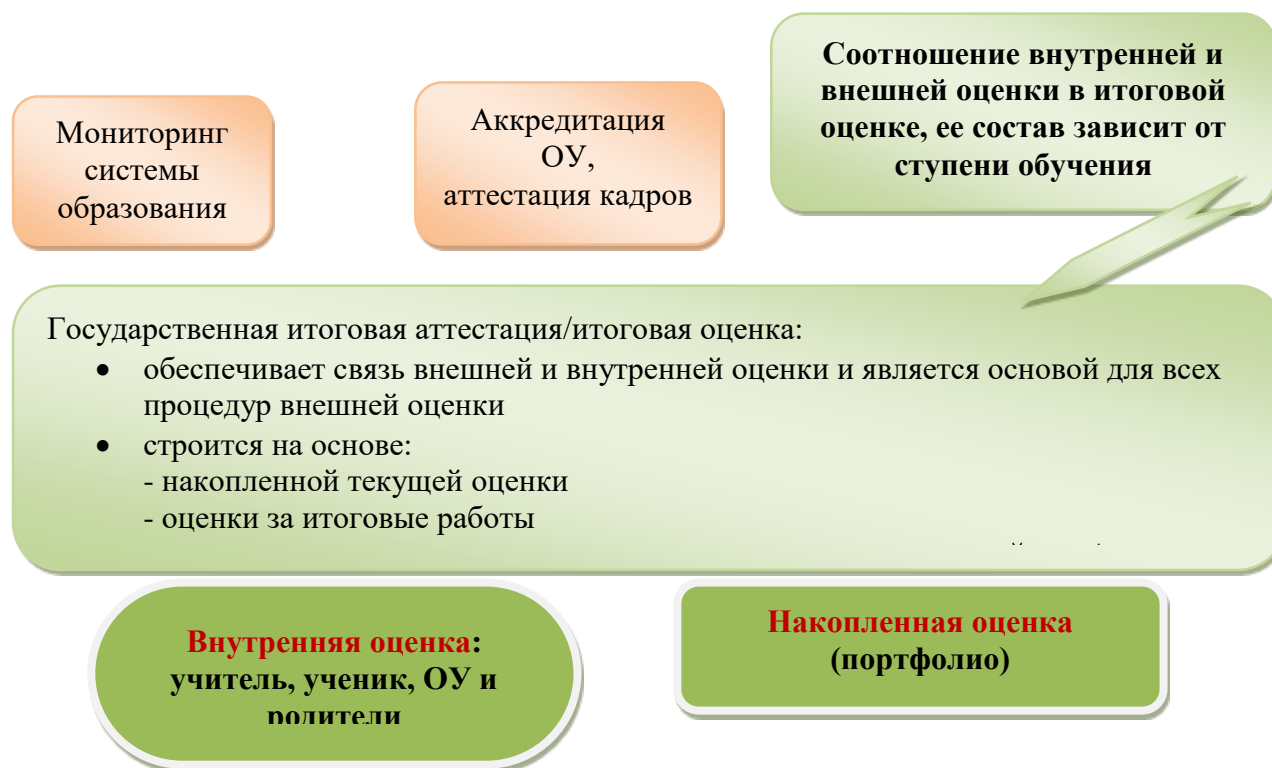 Мониторинг
системы
образования
Аккредитация
ОУ,
аттестация кадров
Соотношение внутренней и
внешней оценки в итоговой
оценке, ее состав зависит от
ступени обучения
Государственная итоговая аттестация/итоговая оценка:
• обеспечивает связь внешней и внутренней оценки и является основой для всех
процедур внешней оценки
• строится на основе:
- накопленной текущей оценки
- оценки за итоговые работы
Внутренняя оценка:
учитель, ученик, ОУ и
родители
Накопленная оценка
(портфолио)